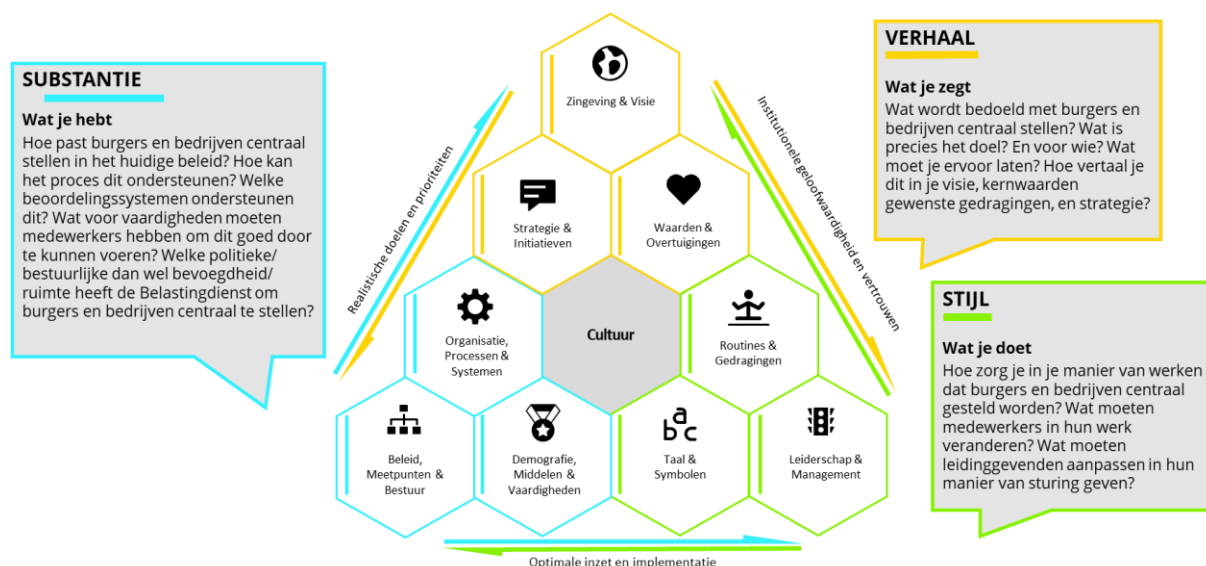 SUBSTANTIE
Wat je hebt
Hoe past burgers en bedrijven centraal
stellen in het huidige beleid? Hoe kan
het proces dit ondersteunen? Welke
beoordelingssystemen ondersteunen
dit? Wat voor vaardigheden moeten
medewerkers hebben om dit goed door
te kunnen voeren? Welke politieke/
bestuurlijke dan wel bevoegdheid/
ruimte heeft de Belastingdienst om
burgers en bedrijven centraal te stellen?
Realistische doelen en prioriteiten
Zingeving & Visie
Strategie &
Initiatieven
Waarden &
Overtuigingen
Organisatie,
Processen &
Systemen
Cultuur
Routines &
Gedragingen
Beleid,
Meetpunten &
Bestuur
Demografie,
Middelen &
Vaardigheden
a
b c
Taal &
Symbolen
Leiderschap &
Management
Optimale inzet en implementatie
Institutionele geloofwaardigheid en vertrouwen
VERHAAL
Wat je zegt
Wat wordt bedoeld met burgers en
bedrijven centraal stellen? Wat is
precies het doel? En voor wie? Wat
moet je ervoor laten? Hoe vertaal je
dit in je visie, kernwaarden
gewenste gedragingen, en strategie?
STIJL
Wat je doet
Hoe zorg je in je manier van werken
dat burgers en bedrijven centraal
gesteld worden? Wat moeten
medewerkers in hun werk
veranderen? Wat moeten
leidinggevenden aanpassen in hun
manier van sturing geven?